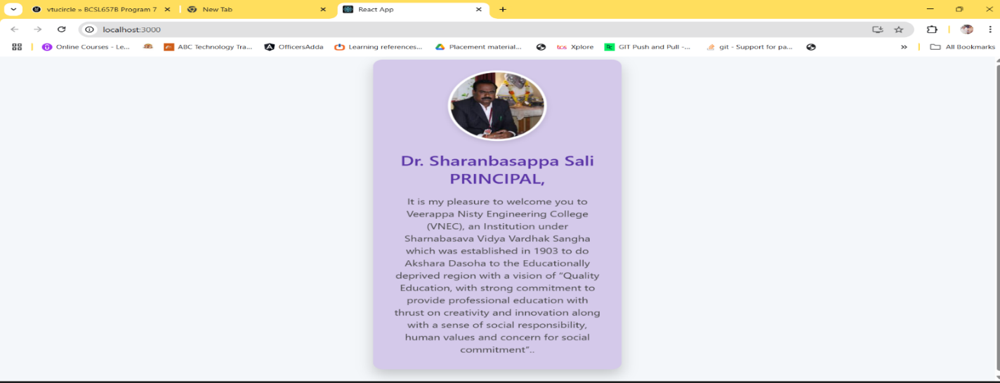 vtucircle » BCSL657B Program 7
New Tab
React App
localhost:3000
Online Courses - Le...
ABC Technology Tra...
OfficersAdda
Learning references...
Placement material...
tcs Xplore
GIT Push and Pull -...
git - Support for pa...
»
All Bookmarks
Dr. Sharanbasappa Sali
PRINCIPAL,
It is my pleasure to welcome you to
Veerappa Nisty Engineering College
(VNEC), an Institution under
Sharnabasava Vidya Vardhak Sangha
which was established in 1903 to do
Akshara Dasoha to the Educationally
deprived region with a vision of “Quality
Education, with strong commitment to
provide professional education with
thrust on creativity and innovation along
with a sense of social responsibility,
human values and concern for social
commitment”..